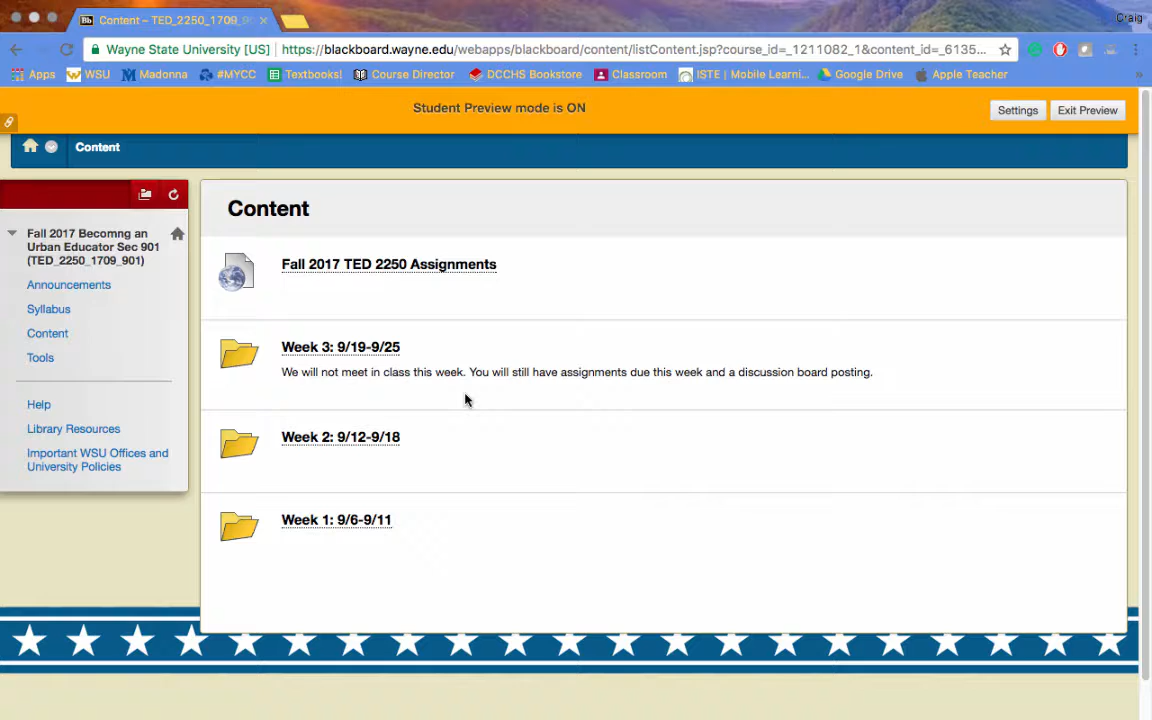 Content – TED_2250_1709_9
Craig
Wayne State University [US] https://blackboard.wayne.edu/webapps/blackboard/content/listContent.jsp?course_id=_1211082_1&content_id=_6135...
Apps WSU Madonna #MYCC Textbooks! Course Director DCCHS Bookstore Classroom ISTE | Mobile Learni... Google Drive Apple Teacher »
Student Preview mode is ON
Settings Exit Preview
Content
Fall 2017 Becomng an
Urban Educator Sec 901
(TED_2250_1709_901)
Announcements
Syllabus
Content
Tools
Help
Library Resources
Important WSU Offices and
University Policies
Content
Fall 2017 TED 2250 Assignments
Week 3: 9/19-9/25
We will not meet in class this week. You will still have assignments due this week and a discussion board posting.
Week 2: 9/12-9/18
Week 1: 9/6-9/11